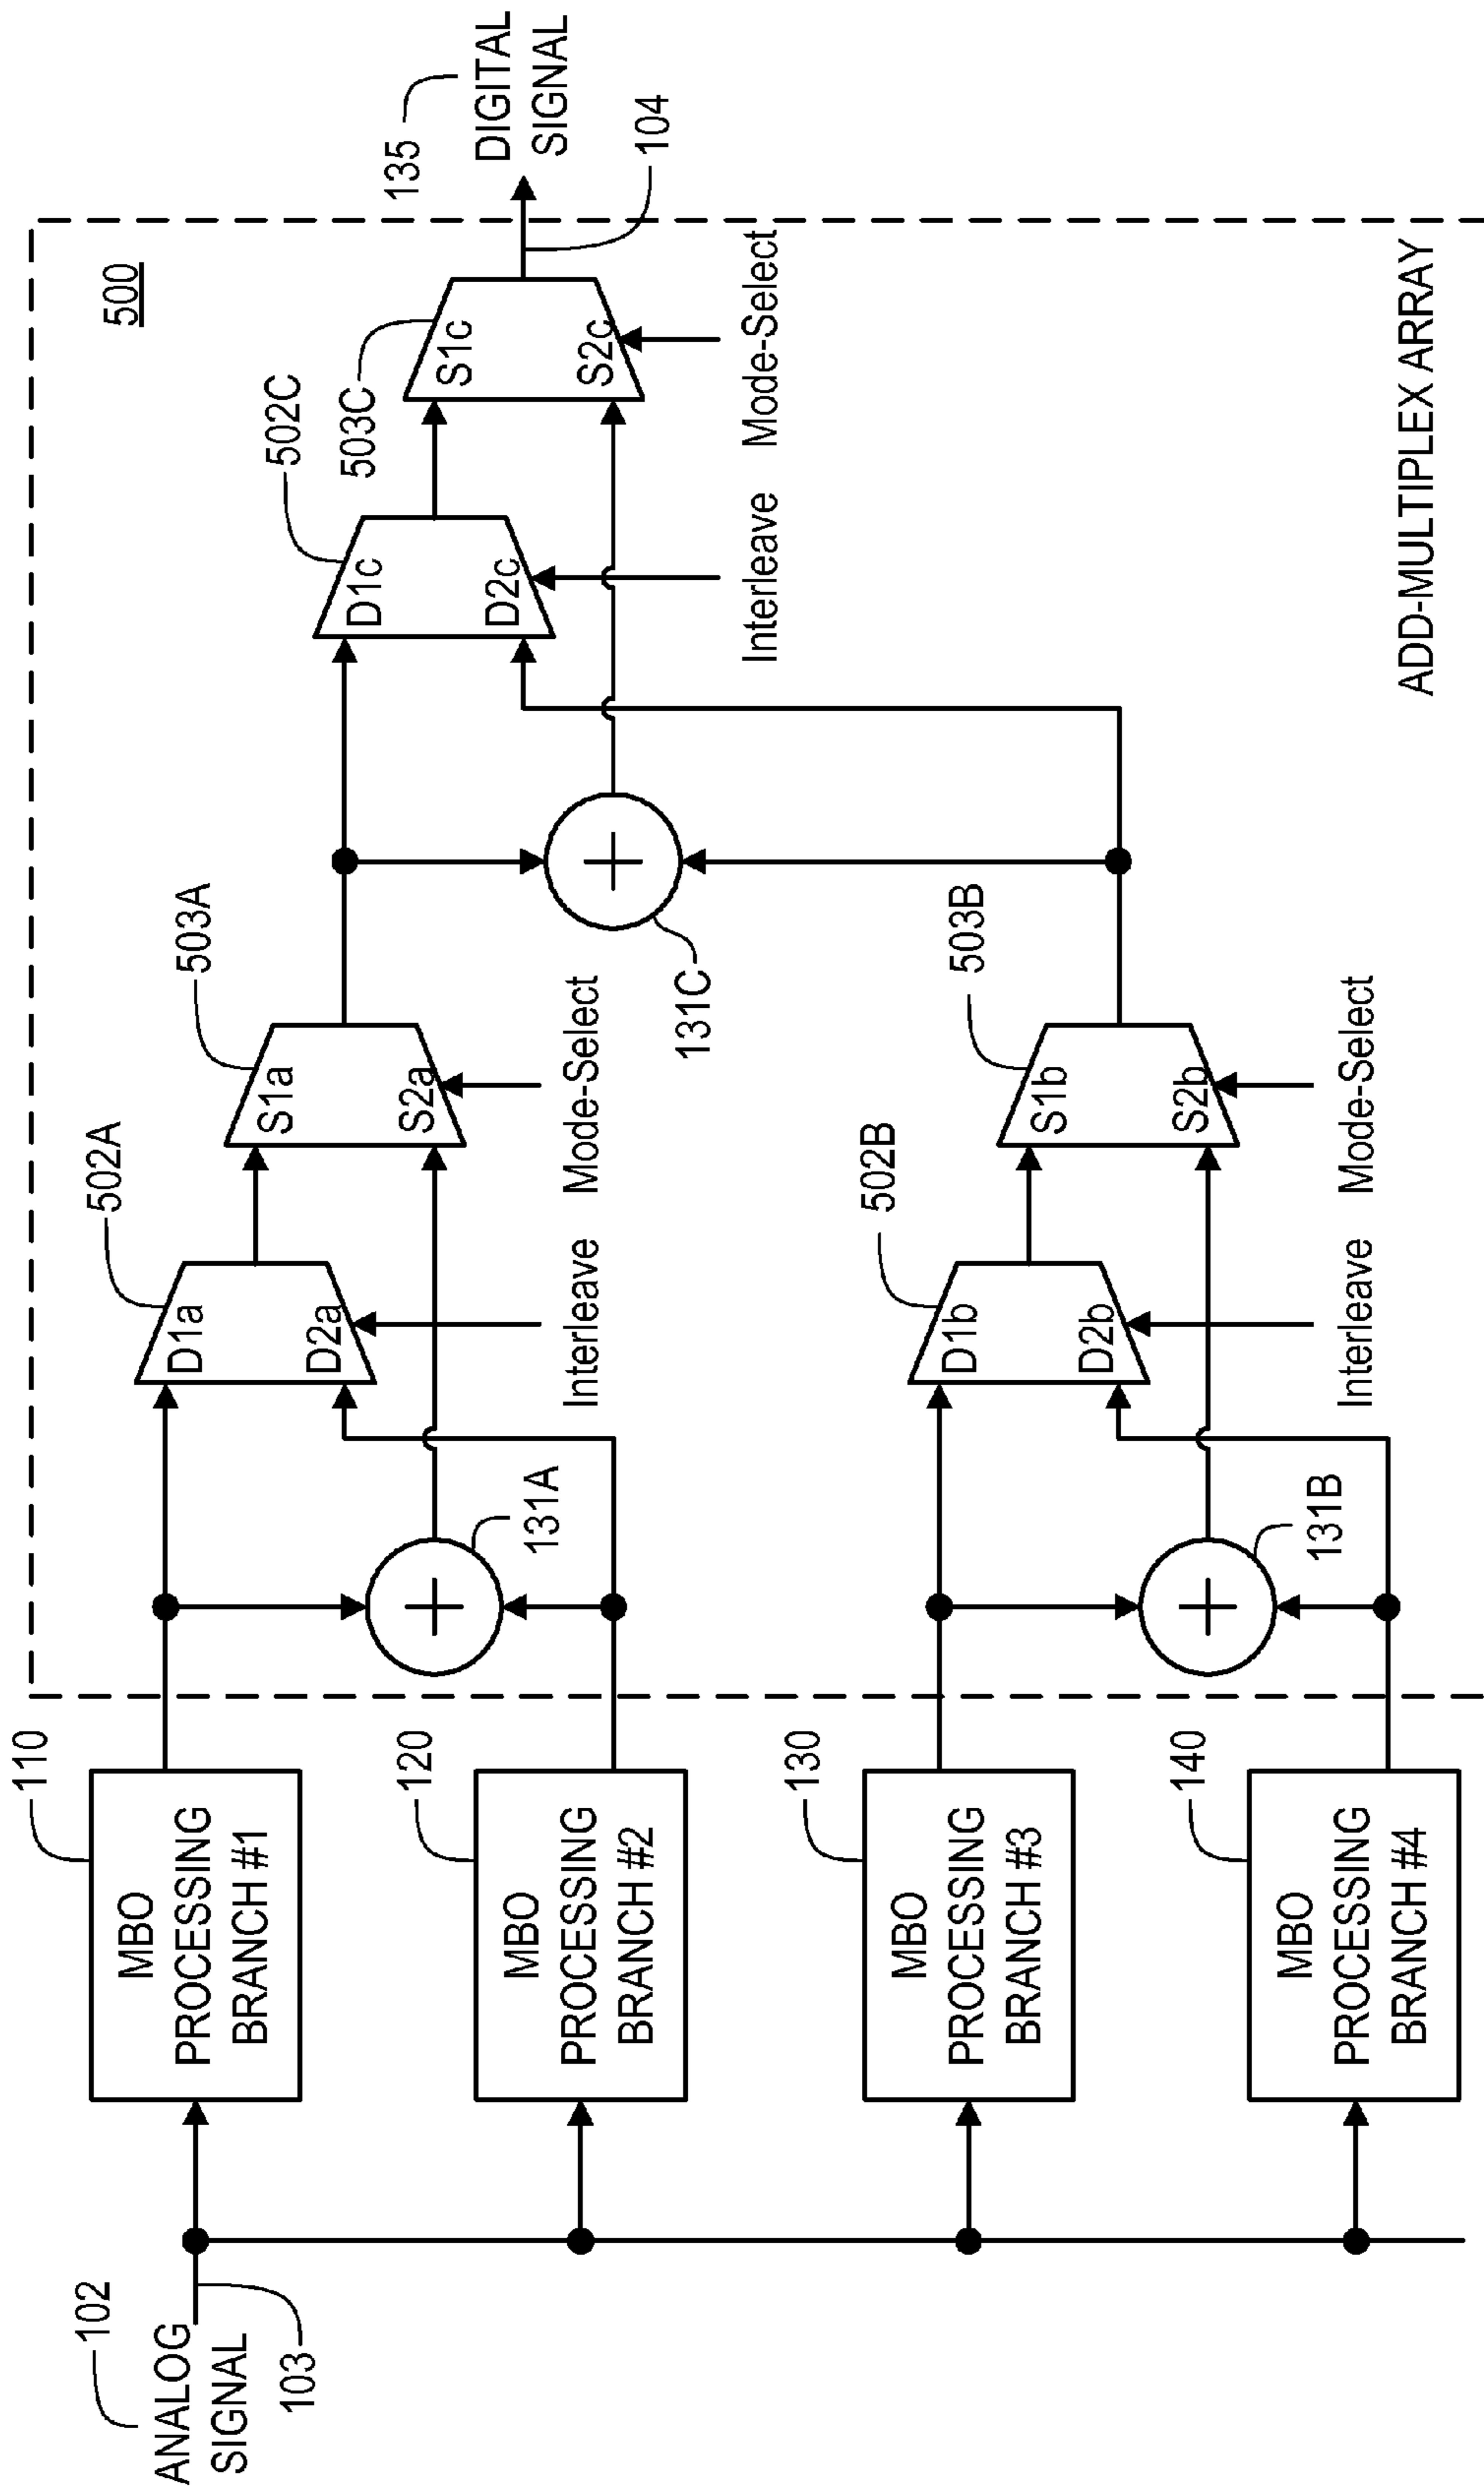 500
135
DIGITAL
SIGNAL
104
110
MBO
PROCESSING
BRANCH #1
102
ANALOG
SIGNAL
103
502A
D1a
D2a
Interleave
503A
S1a
S2a
Mode-Select
131A
120
MBO
PROCESSING
BRANCH #2
131C
502C
D1c
D2c
Interleave
503C
S1c
S2c
Mode-Select
130
MBO
PROCESSING
BRANCH #3
502B
D1b
D2b
Interleave
503B
S1b
S2b
Mode-Select
131B
140
MBO
PROCESSING
BRANCH #4
ADD-MULTIPLEX ARRAY